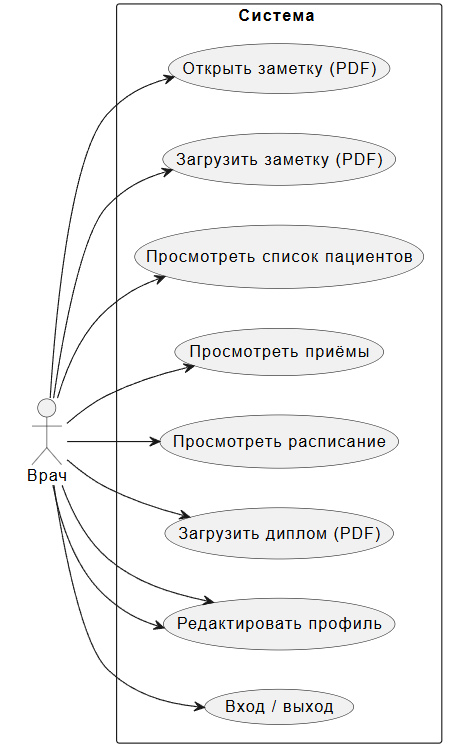 Система
Открыть заметку (PDF)
Загрузить заметку (PDF)
Просмотреть список пациентов
Просмотреть приёмы
Просмотреть расписание
Врач
Загрузить диплом (PDF)
Редактировать профиль
Вход / выход